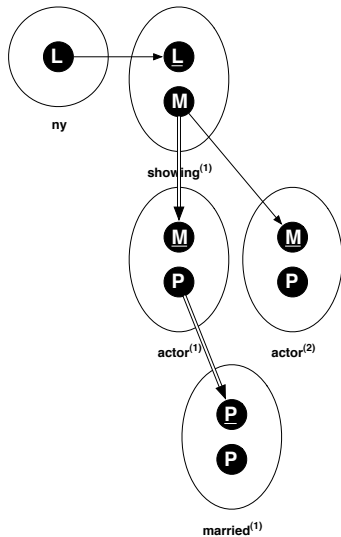 L L
M
ny
showing(1)
M M
P P
actor(1) actor(2)
P
P
married(1)